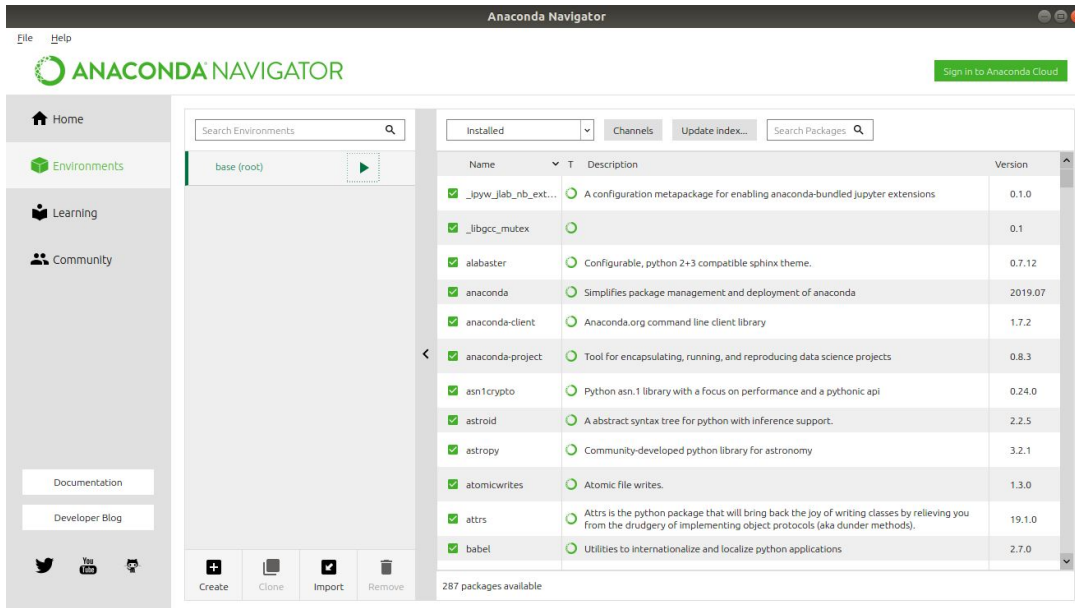 Anaconda Navigator
File Help
ANACONDA NAVIGATOR
Sign in to Anaconda Cloud
Home
Environments
Learning
Community
Documentation
Developer Blog
You
Tube
Search Environments
base (root)
Create Clone Import Remove
Installed Channels Update index... Search Packages
Name T Description Version
_ipyw_jlab_nb_ext... A configuration metapackage for enabling anaconda-bundled jupyter extensions 0.1.0
_libgcc_mutex 0.1
alabaster Configurable, python 2+3 compatible sphinx theme. 0.7.12
anaconda Simplifies package management and deployment of anaconda 2019.07
anaconda-client Anaconda.org command line client library 1.7.2
anaconda-project Tool for encapsulating, running, and reproducing data science projects 0.8.3
asn1crypto Python asn.1 library with a focus on performance and a pythonic api 0.24.0
astroid A abstract syntax tree for python with inference support. 2.2.5
astropy Community-developed python library for astronomy 3.2.1
atomicwrites Atomic file writes. 1.3.0
attrs Attrs is the python package that will bring back the joy of writing classes by relieving you
from the drudgery of implementing object protocols (aka dunder methods). 19.1.0
babel Utilities to internationalize and localize python applications 2.7.0
287 packages available